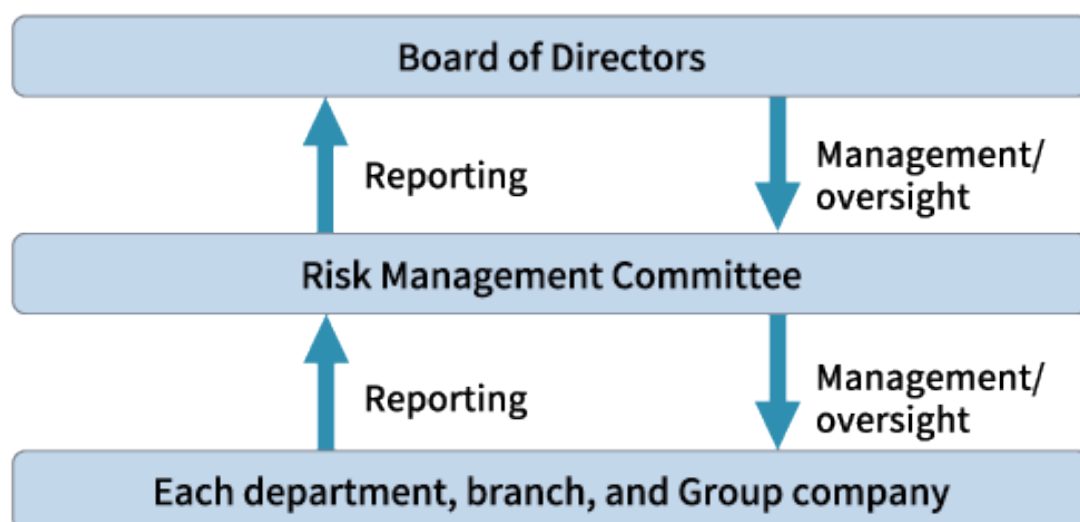 Board of Directors
Reporting
Management/
oversight
Risk Management Committee
Reporting
Management/
oversight
Each department, branch, and Group company